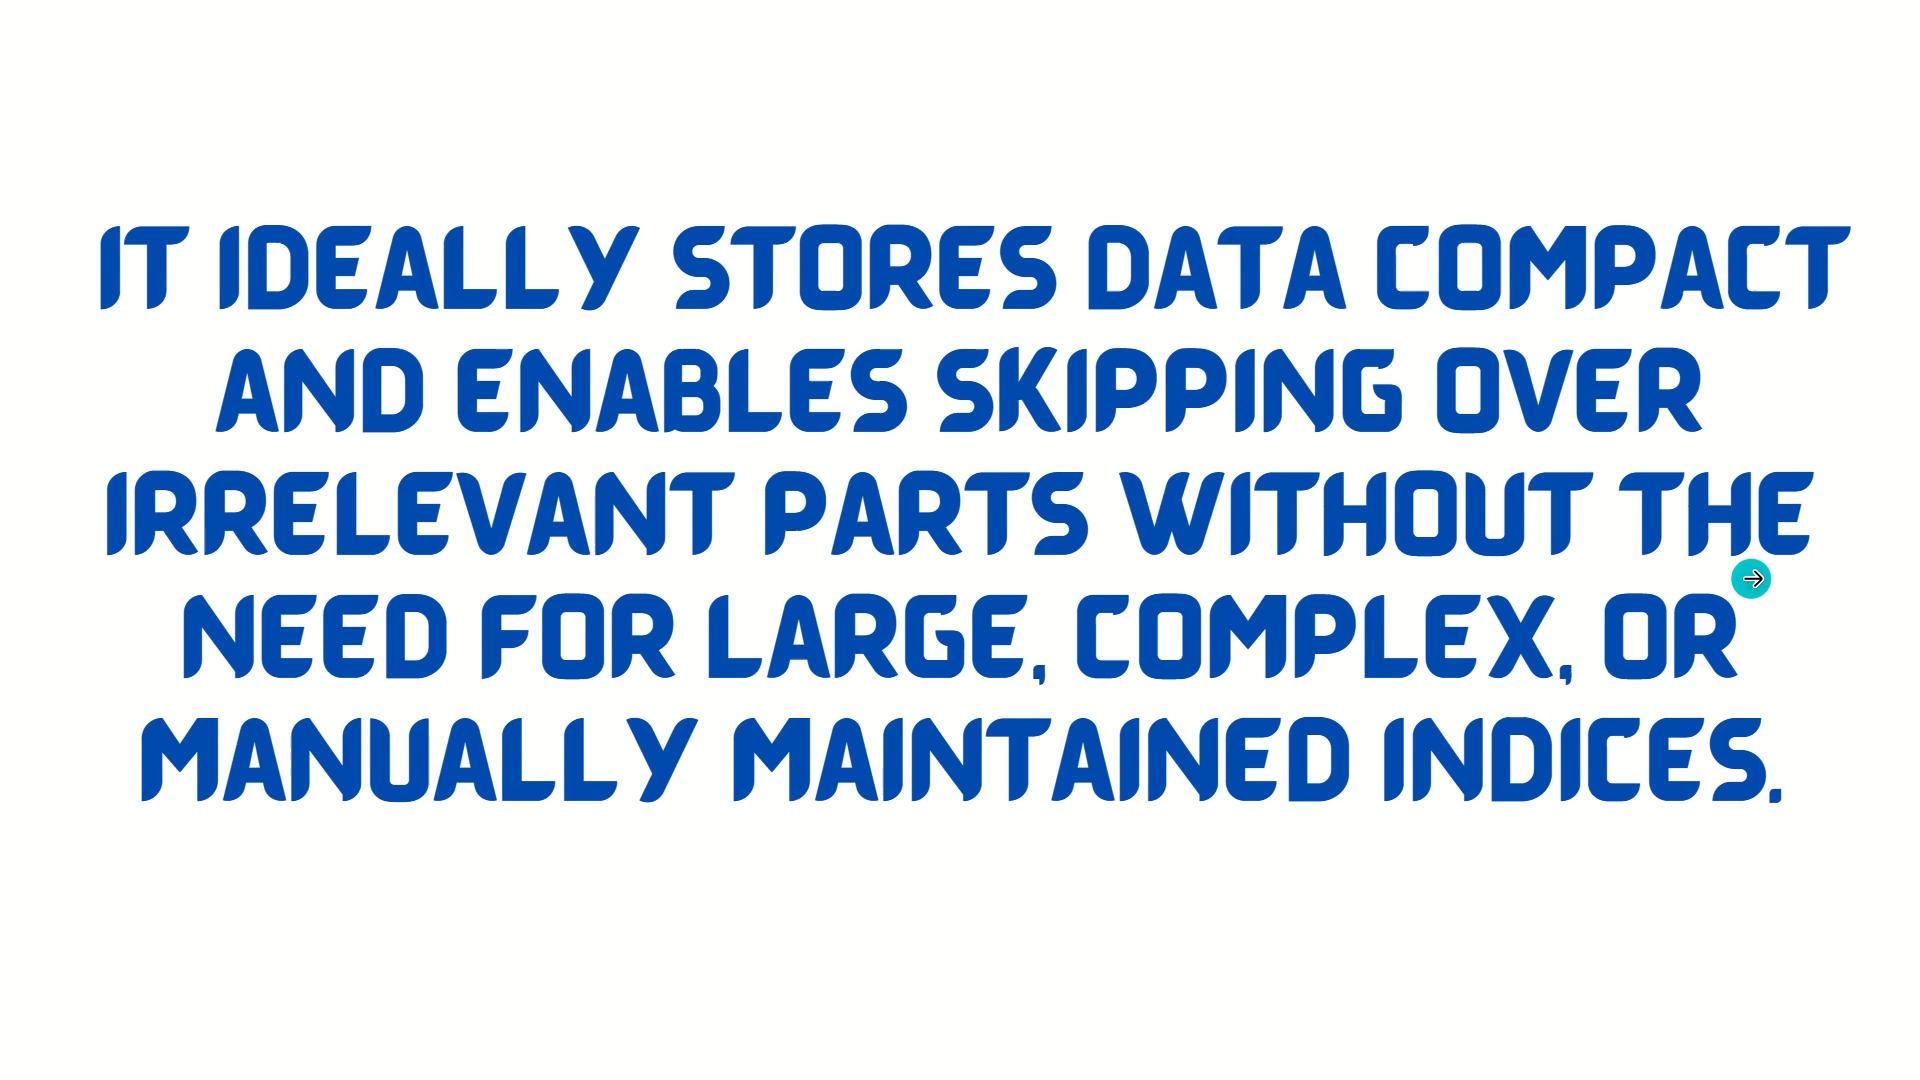 IT IDEALLY STORES DATA COMPACT
AND ENABLES SKIPPING OVER
IRRELEVANT PARTS WITHOUT THE
NEED FOR LARGE, COMPLEX, OR
MANUALLY MAINTAINED INDICES.